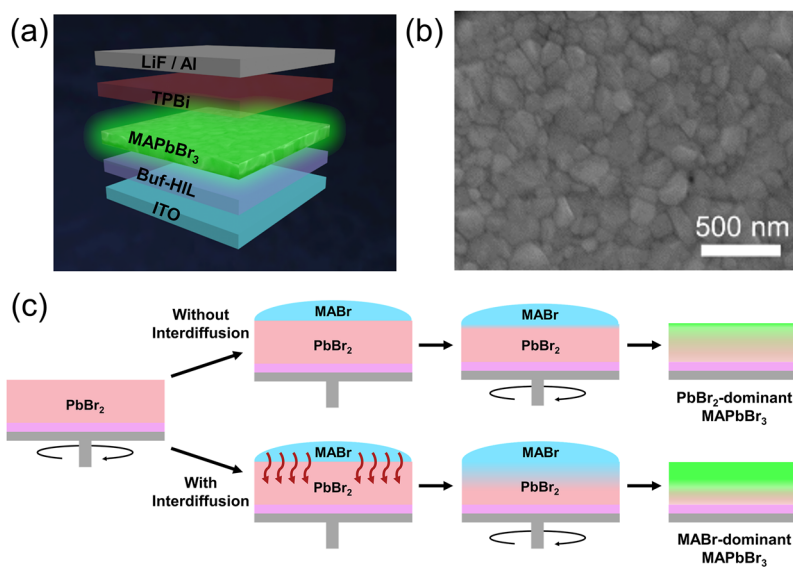 (a)
LiF / Al
TPBi
MAPbBr₃
Buf-HIL
ITO
(b)
500 nm
(c)
Without
Interdiffusion
MABr
PbBr₂
MABr
PbBr₂
PbBr₂-dominant
MAPbBr₃
PbBr₂
With
Interdiffusion
MABr
PbBr₂
MABr
PbBr₂
MABr-dominant
MAPbBr₃